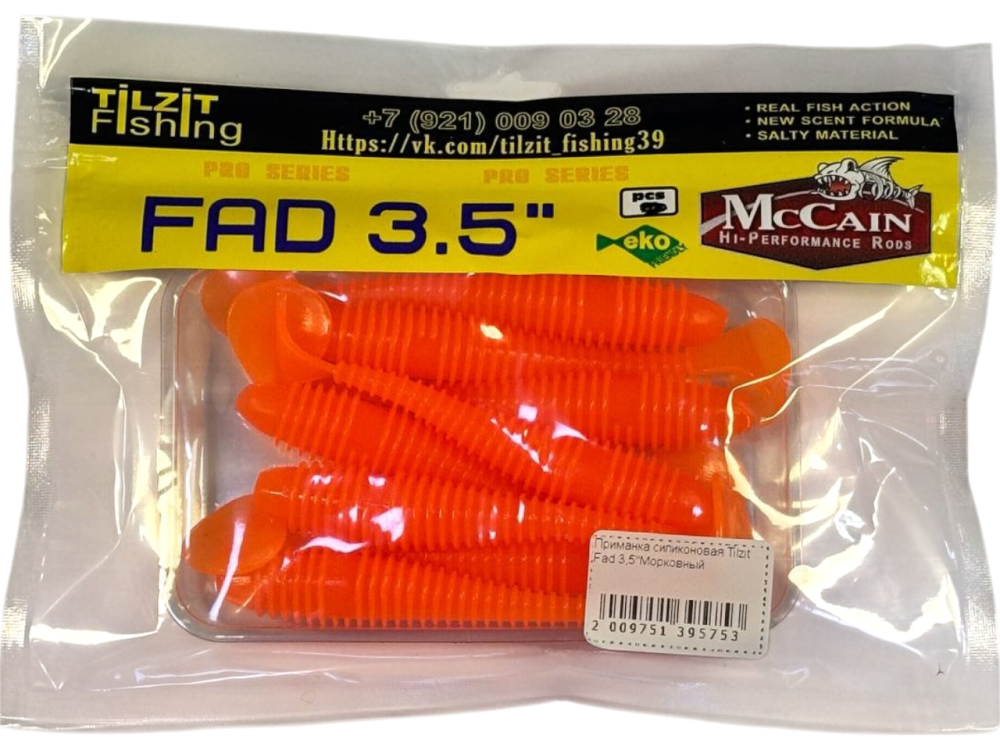 TiLZiT
Fishing
+7 (921) 009 03 28
Https://vk.com/tilzit_fishing39
· REAL FISH ACTION
· NEW SCENT FORMULA
· SALTY MATERIAL
PRO SERIES
PRO SERIES
FAD 3.5"
pcs
eko
McCAIN
HI-PERFORMANCE RODS
Приманка силиконовая Tilzit
Fad 3,5"Морковный
2 009751 395753